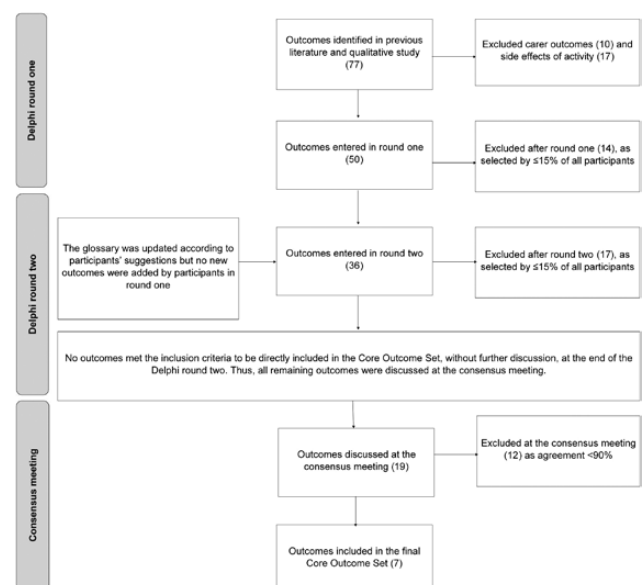 Delphi round one
Outcomes identified in previous
literature and qualitative study
(77)
Excluded carer outcomes (10) and
side effects of activity (17)
Outcomes entered in round one
(50)
Excluded after round one (14), as
selected by ≤15% of all participants
Delphi round two
The glossary was updated according to
participants' suggestions but no new
outcomes were added by participants in
round one
Outcomes entered in round two
(36)
Excluded after round two (17), as
selected by ≤15% of all participants
No outcomes met the inclusion criteria to be directly included in the Core Outcome Set, without further discussion, at the end of the
Delphi round two. Thus, all remaining outcomes were discussed at the consensus meeting.
Consensus meeting
Outcomes discussed at the
consensus meeting (19)
Excluded at the consensus meeting
(12) as agreement <90%
Outcomes included in the final
Core Outcome Set (7)